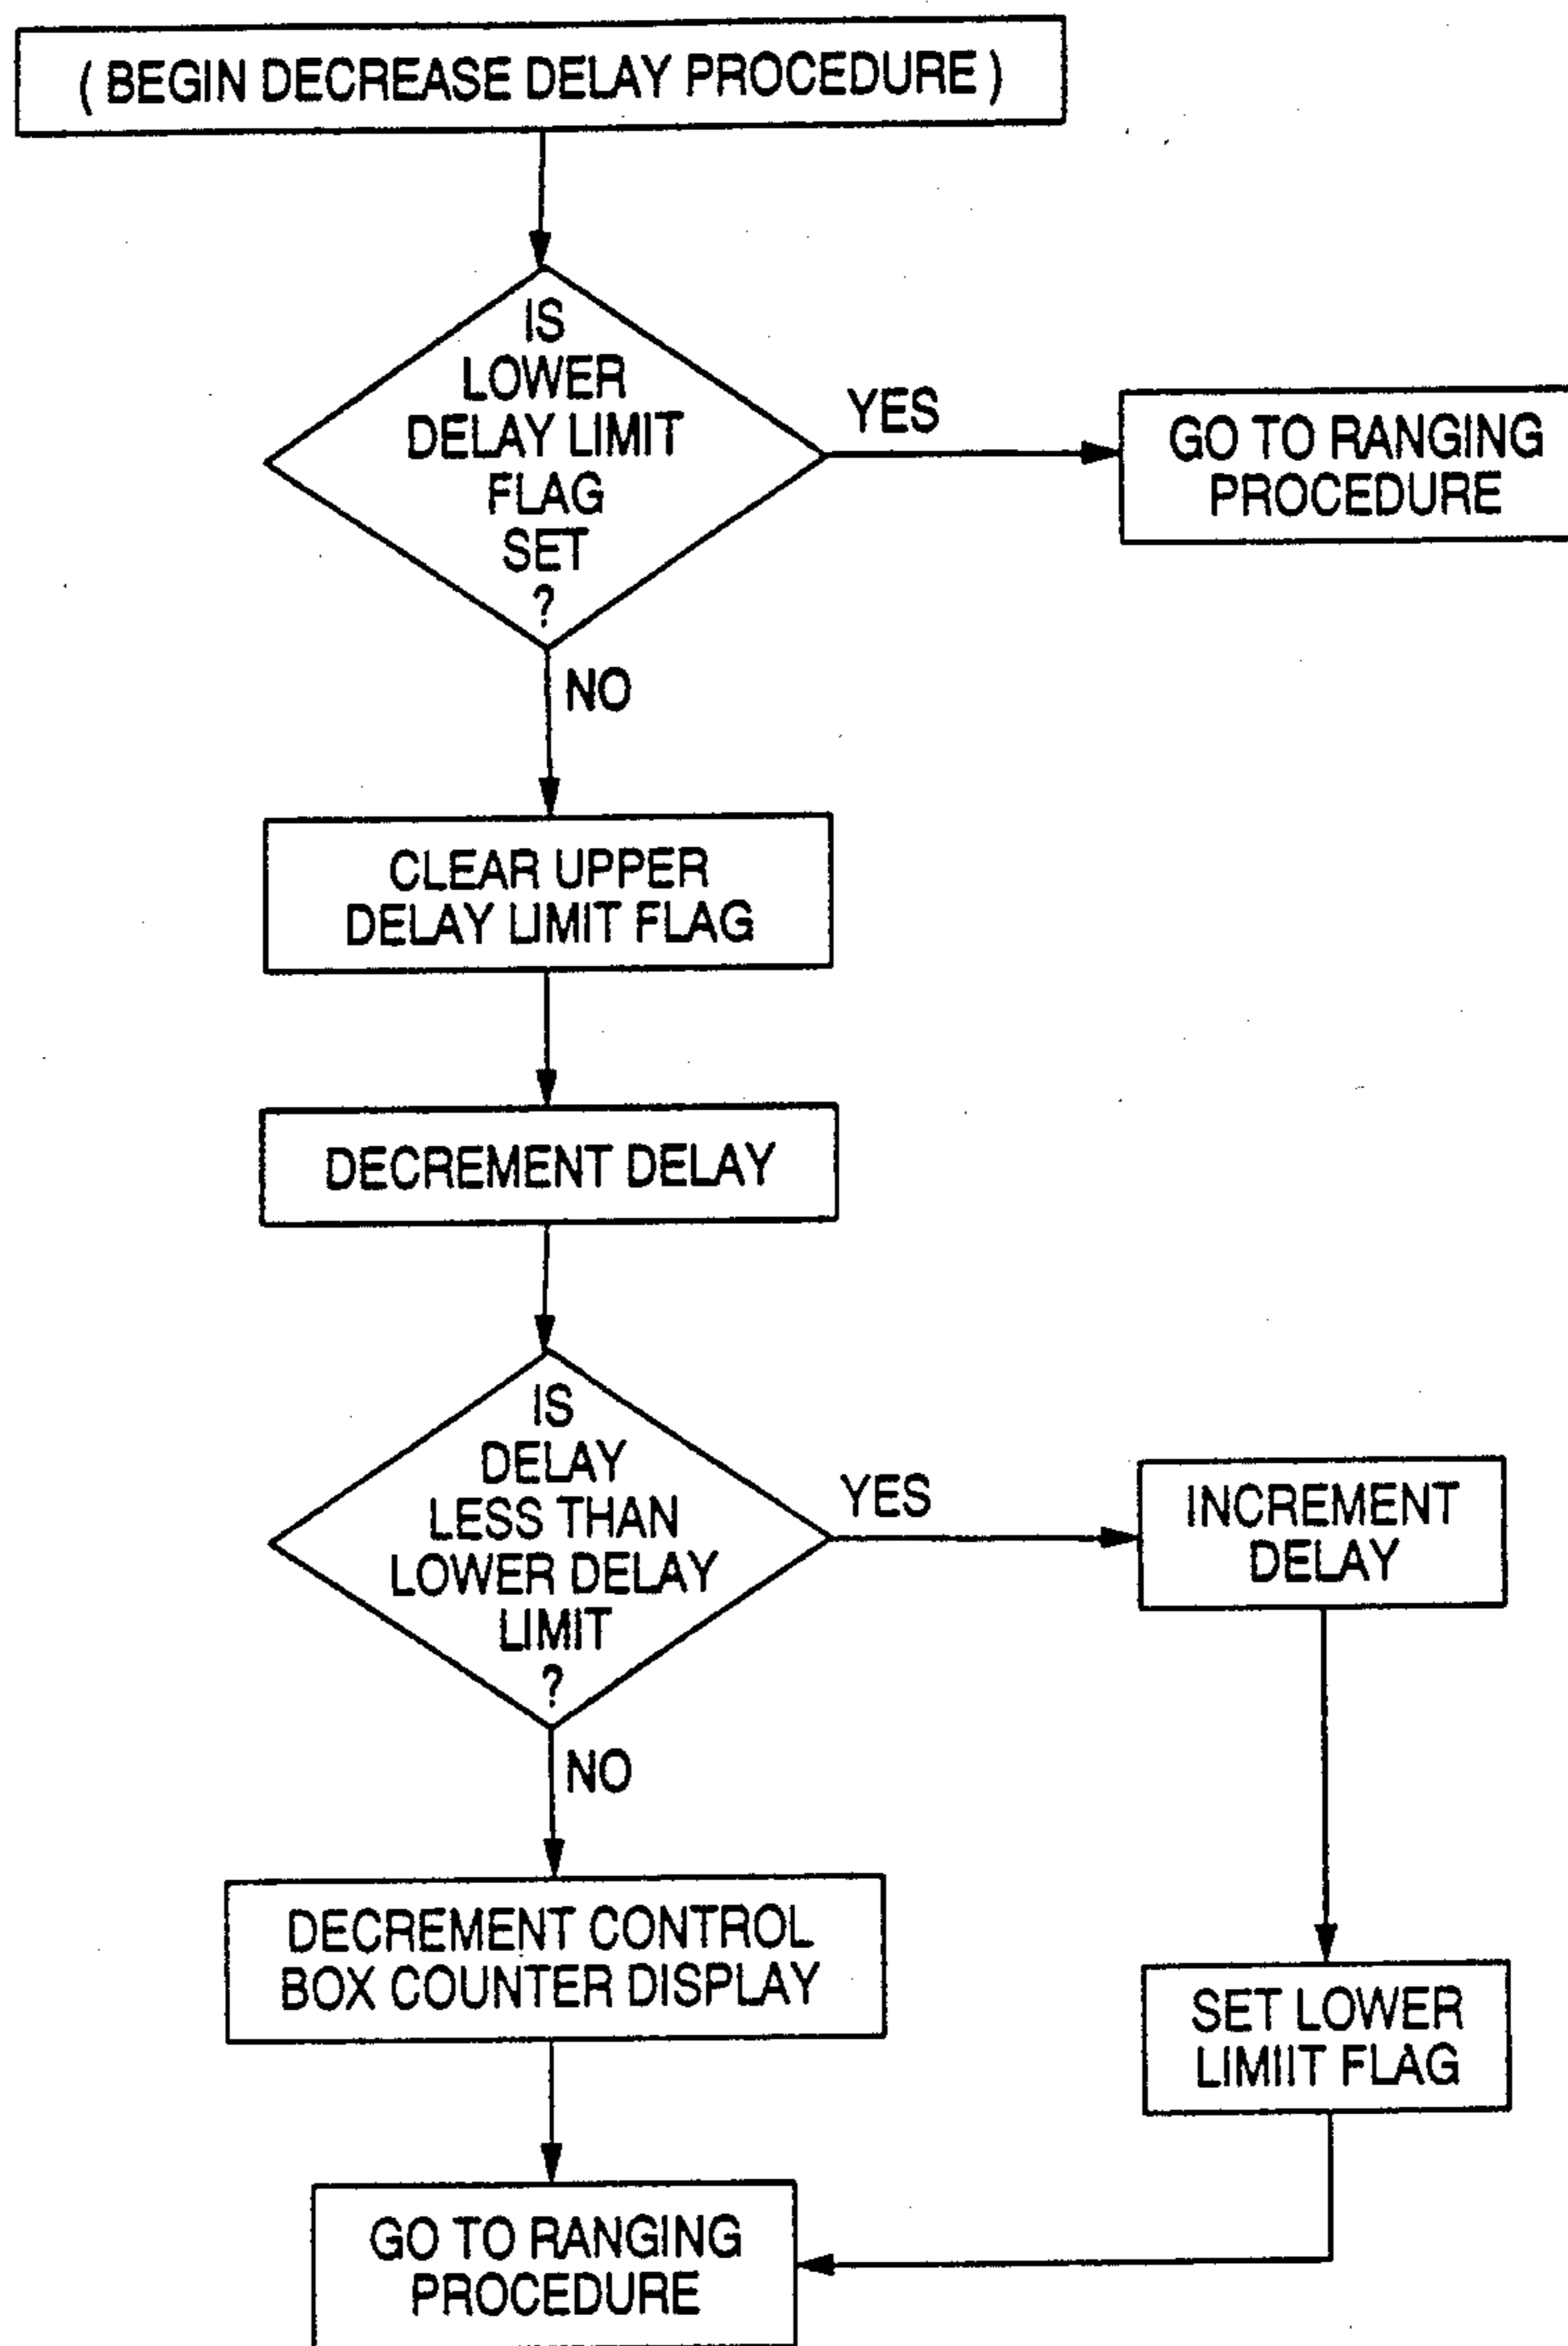 ( BEGIN DECREASE DELAY PROCEDURE )
IS
LOWER
DELAY LIMIT
FLAG
SET
?
YES
GO TO RANGING
PROCEDURE
NO
CLEAR UPPER
DELAY LIMIT FLAG
DECREMENT DELAY
IS
DELAY
LESS THAN
LOWER DELAY
LIMIT
?
YES
INCREMENT
DELAY
NO
DECREMENT CONTROL
BOX COUNTER DISPLAY
SET LOWER
LIMIIT FLAG
GO TO RANGING
PROCEDURE